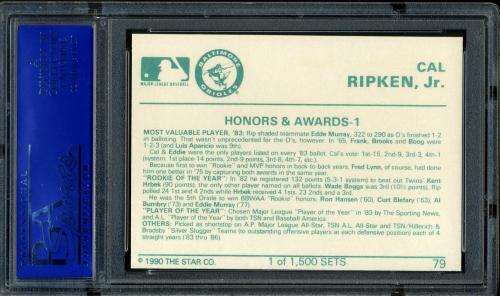 MAJOR LEAGUE BASEBALL
BALTIMORE
ORIOLES
CAL
RIPKEN, Jr.
HONORS & AWARDS-1
MOST VALUABLE PLAYER, '83: Rip shaded teammate Eddie Murray, 322 to 290 as O's finished 1-2
in balloting. That wasn't unprecedented for the O's, however. In '66, Frank, Brooks and Boog were
1-2-3 (and Luis Aparicio was 9th).
Cal & Eddie were the only players listed on every '83 ballot. Cal's vote: 1st-15, 2nd-9, 3rd-2, 4th-1
(system: 1st place-14 points, 2nd-9 points, 3rd-8, 4th-7, etc.).
Because first to win "Rookie" and MVP honors in back-to-back years. Fred Lynn, of course, had done
him one better in '75 by capturing both awards in the same year.
"ROOKIE OF THE YEAR": In '82 he registered 132 points (5-3-1 system) to beat out Twins' Kent
Hrbek (90 points, the only other player named on all ballots. Wade Boggs was 3rd (10½ points). Rip
polled 24 1st and 4 2nds while Hrbek received 4 1st, 23 2nds and a 3rd.
He was the 5th Oriole to win BBWAA "Rookie" honors; Ron Hansen (60), Curt Blefary (65), Al
Bumbry ('73) and Eddie Murray ('77).
"PLAYER OF THE YEAR": Chosen Major League "Player of the Year" in '83 by The Sporting News,
and A.L. "Player of the Year" by both TSN and Baseball America.
OTHERS: Picked as shortstop on A.P. Major League All-Star, TSN A.L. All-Star and TSN/Hillerich &
Bradsby "Silver Slugger" Teams (to outstanding offensive players at each defensive position) each of 4
straight years ('83 thru '86).
© 1990 THE STAR CO.
1 of 1,500 SETS
79